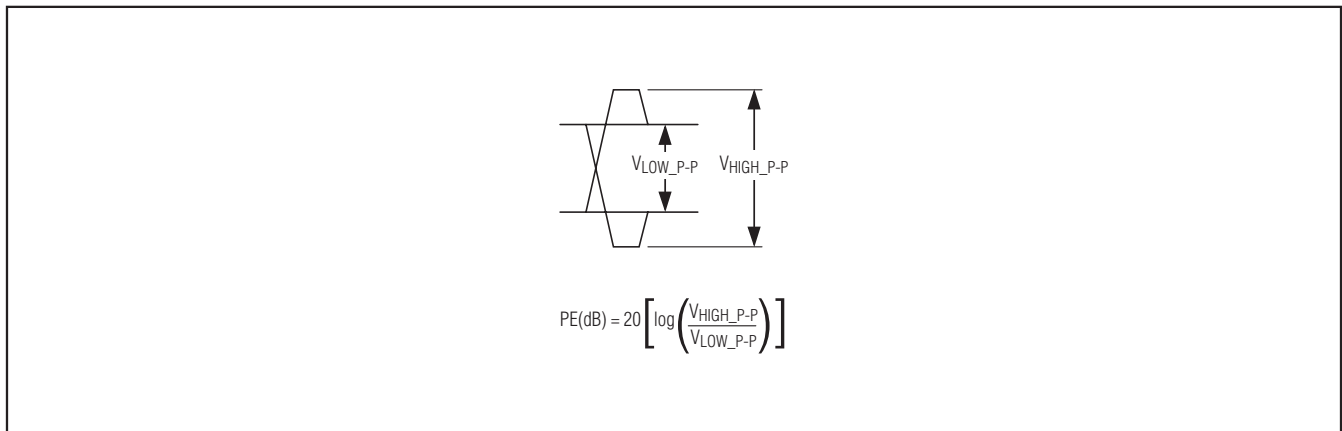 VLOW_P-P VHIGH_P-P
PE(dB) = 20 [log(VHIGH_P-P/VLOW_P-P)]